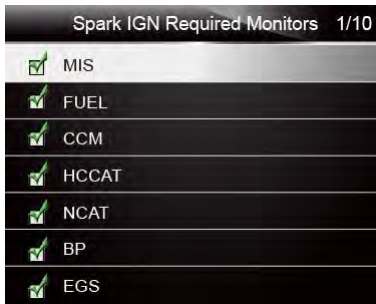 Spark IGN Required Monitors 1/10
MIS
FUEL
CCM
HCCAT
NCAT
BP
EGS